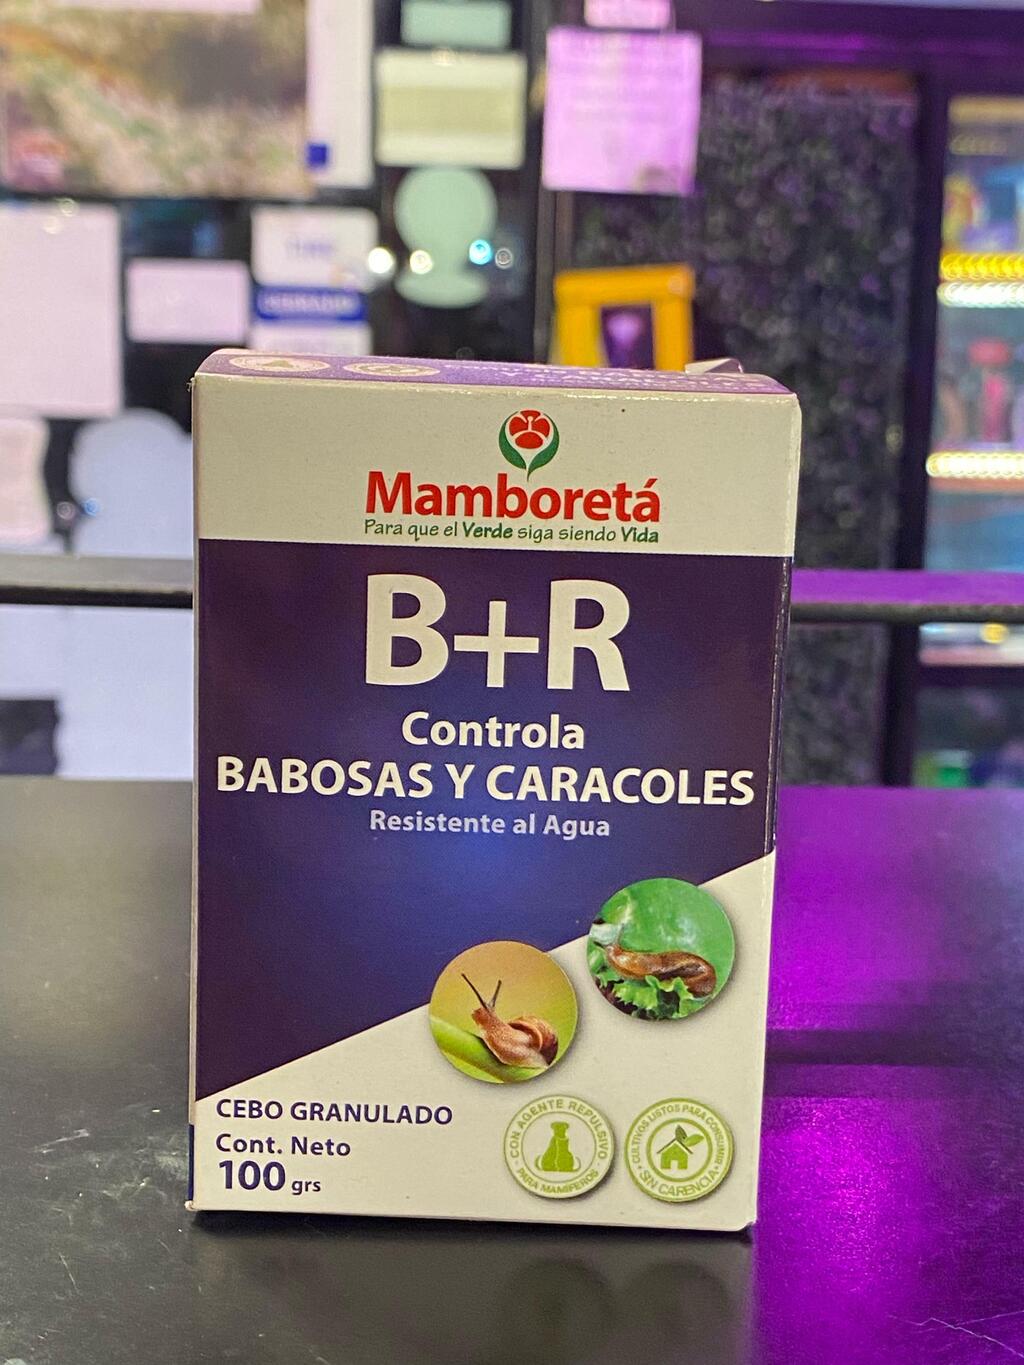 Mamboretá
Para que el Verde siga siendo Vida
B+R
Controla
BABOSAS Y CARACOLES
Resistente al Agua
CEBO GRANULADO
Cont. Neto
100 grs
CON AGENTE REPULSIVO
PARA MAMIFEROS
CULTIVOS LISTOS PARA CONSUMIR
SIN CARENCIA